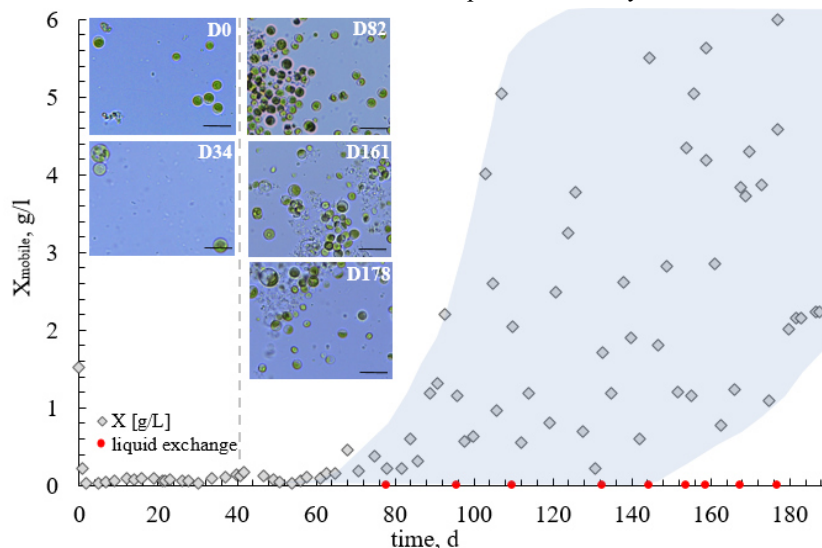 D0
D82
D34
D161
D178
6
5
4
3
2
1
0
Xmobile, g/l
X [g/L]
liquid exchange
0 20 40 60 80 100 120 140 160 180
time, d